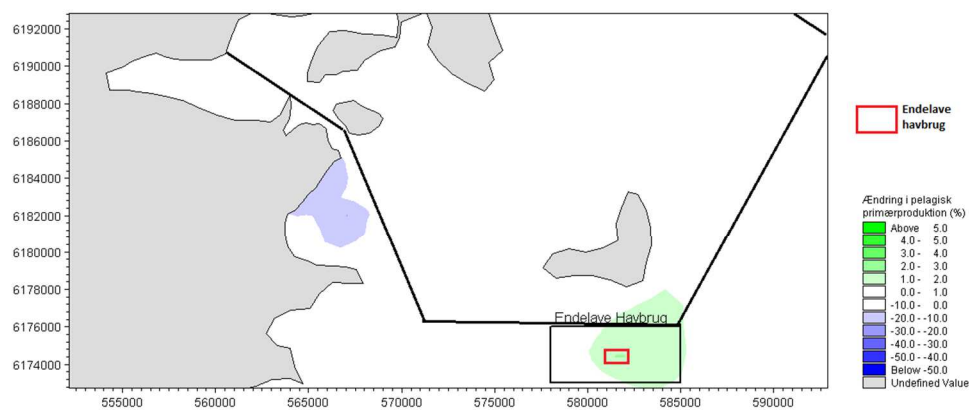 6192000
6190000
6188000
6186000
6184000
6182000
6180000
6178000
6176000
6174000
555000
560000
565000
570000
575000
580000
585000
590000
Endelave Havbrug
Endelave
havbrug
Ændring i pelagisk
primærproduktion (%)
Above 5.0
4.0 - 5.0
3.0 - 4.0
2.0 - 3.0
1.0 - 2.0
0.0 - 1.0
-10.0 - 0.0
-20.0 - -10.0
-30.0 - -20.0
-40.0 - -30.0
-50.0 - -40.0
Below -50.0
Undefined Value